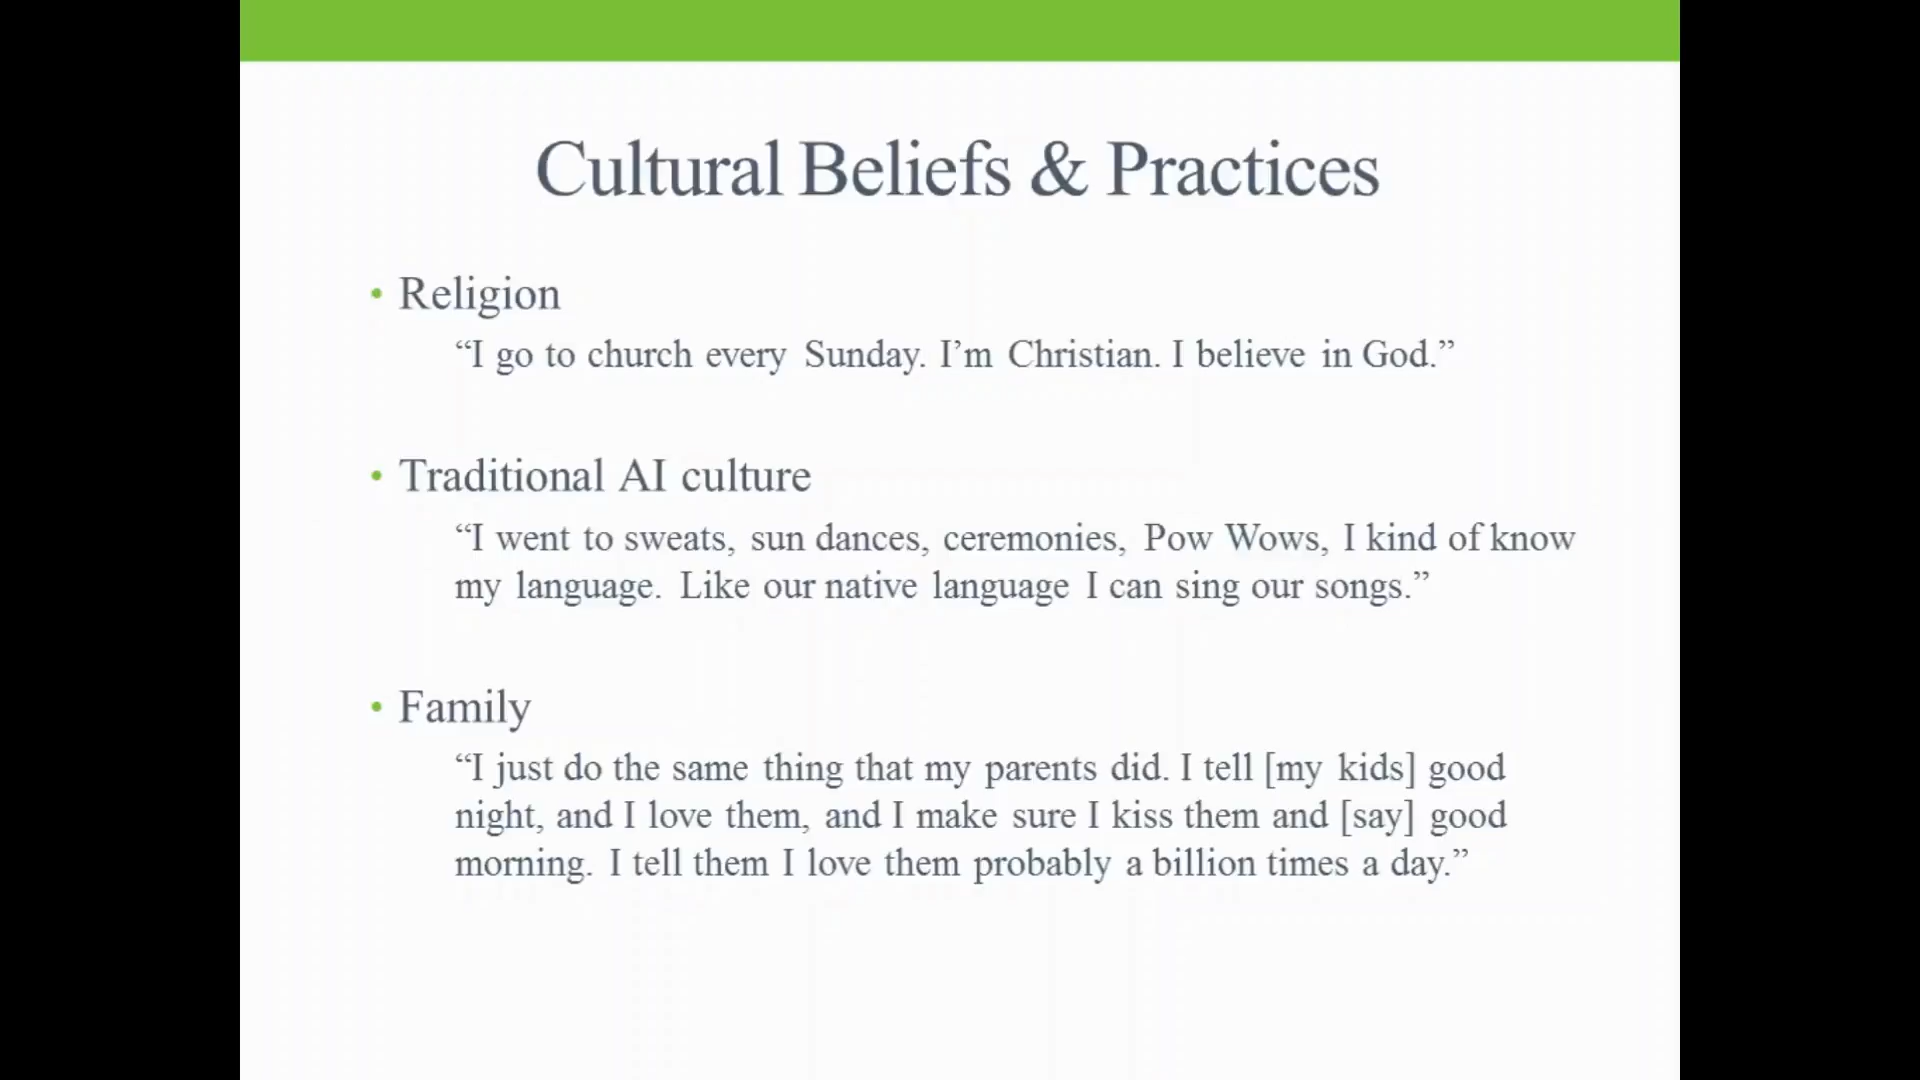 Cultural Beliefs & Practices
• Religion
“I go to church every Sunday. I’m Christian. I believe in God.”
• Traditional AI culture
“I went to sweats, sun dances, ceremonies, Pow Wows, I kind of know
my language. Like our native language I can sing our songs.”
• Family
“I just do the same thing that my parents did. I tell [my kids] good
night, and I love them, and I make sure I kiss them and [say] good
morning. I tell them I love them probably a billion times a day.”